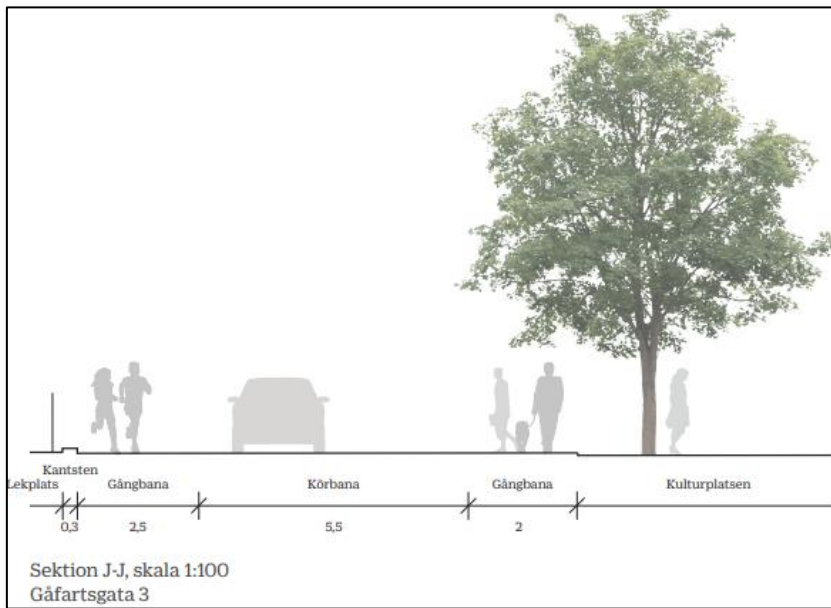 Kantsten
Lekplats Gångbana Körbana Gångbana Kulturplatsen
0,3 2,5 5,5 2
Sektion J-J, skala 1:100
Gåfartsgata 3